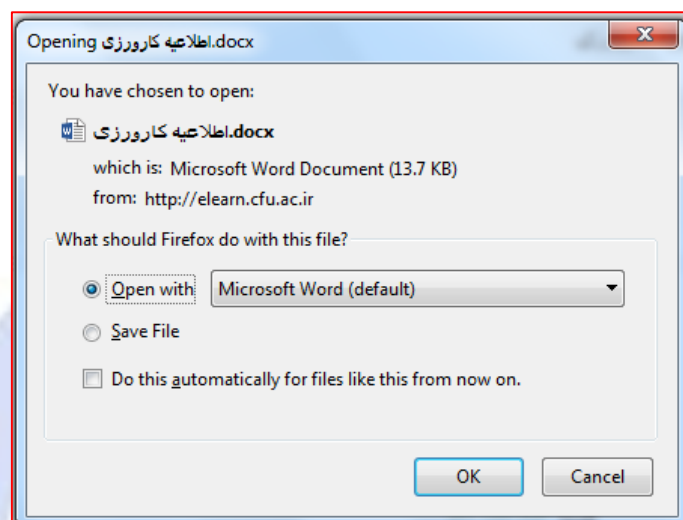 Opening اطلاعیه کارورزی.docx
You have chosen to open:
اطلاعیه کارورزی.docx
which is: Microsoft Word Document (13.7 KB)
from: http://elearn.cfu.ac.ir
What should Firefox do with this file?
Open with Microsoft Word (default)
Save File
Do this automatically for files like this from now on.
OK Cancel